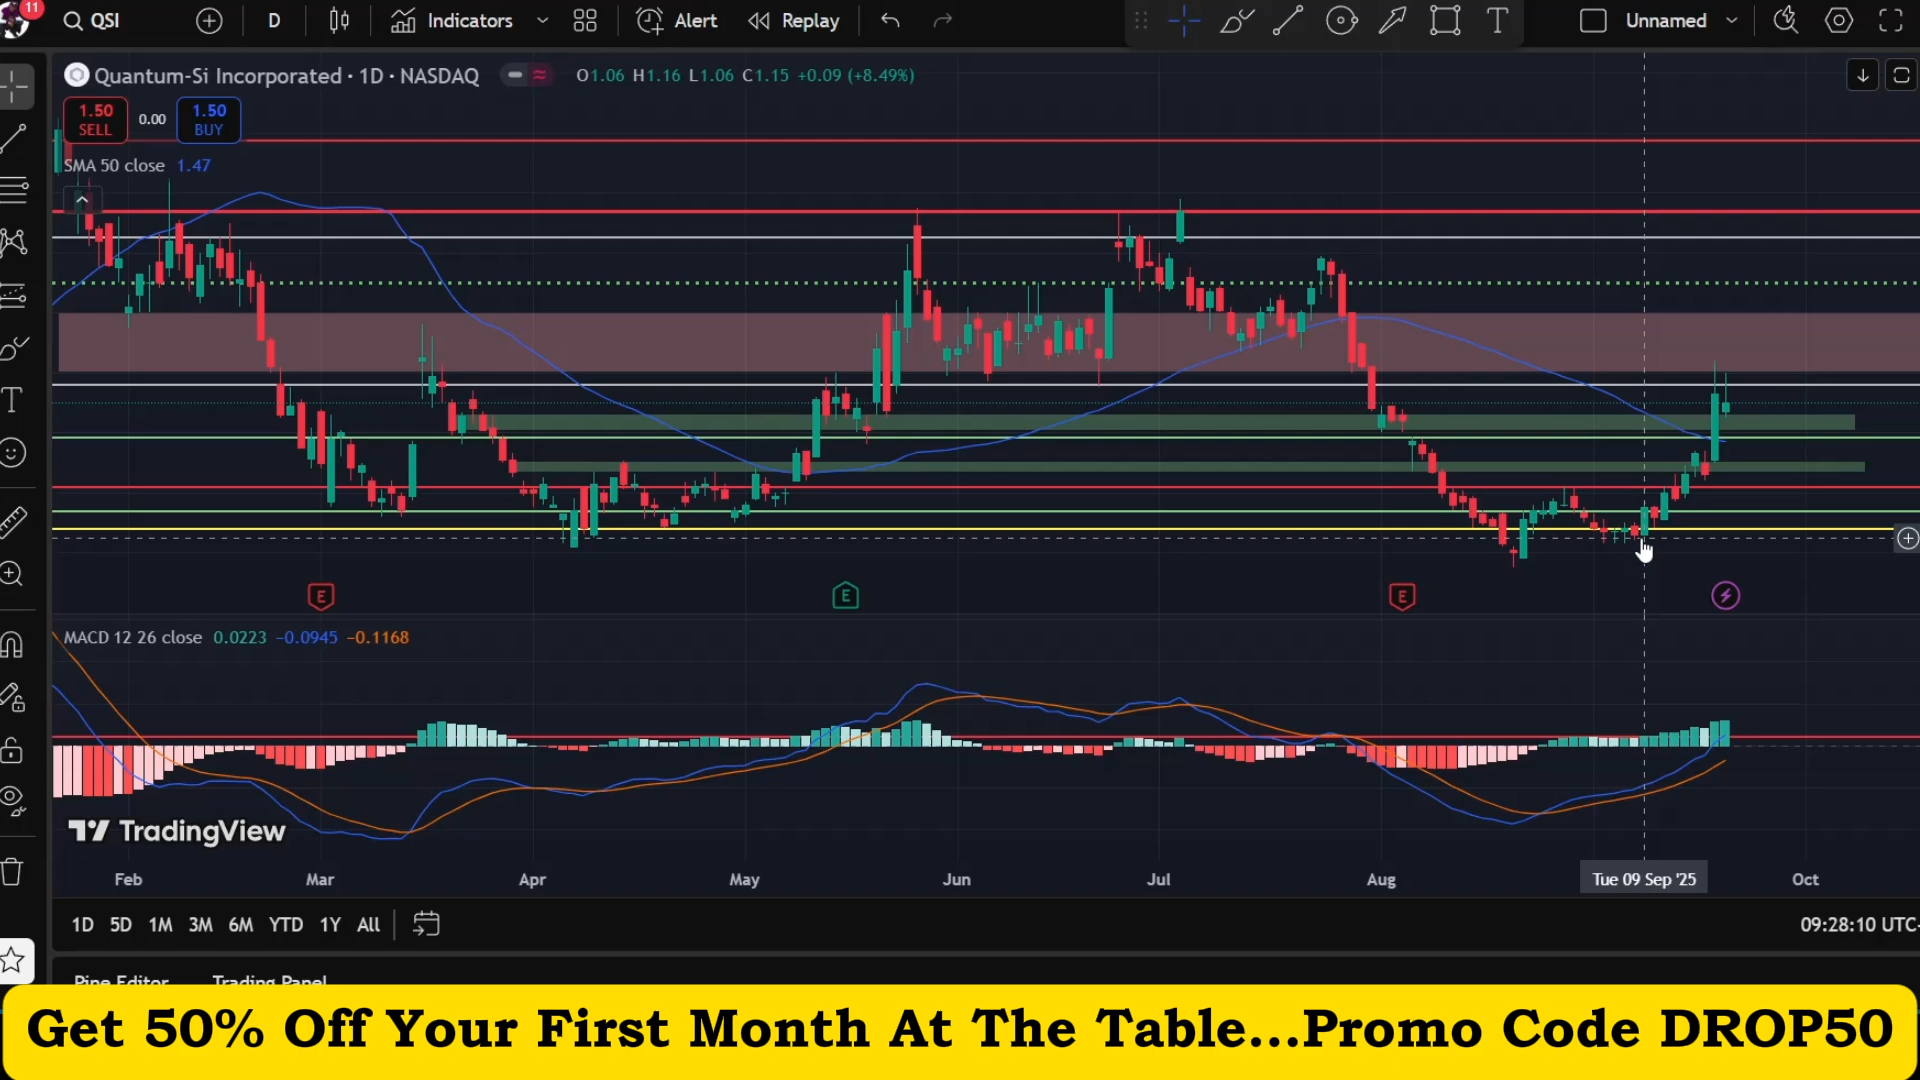 11
QSI
D
Indicators
Alert
Replay
T
Unnamed
Quantum-Si Incorporated · 1D · NASDAQ
O1.06 H1.16 L1.06 C1.15 +0.09 (+8.49%)
1.50
SELL
0.00
1.50
BUY
SMA 50 close 1.47
T
E
E
E
MACD 12 26 close 0.0223 −0.0945 −0.1168
TradingView
Feb
Mar
Apr
May
Jun
Jul
Aug
Tue 09 Sep '25
Oct
1D 5D 1M 3M 6M YTD 1Y All
09:28:10 UTC-
Pine Editor
Trading Panel
Get 50% Off Your First Month At The Table...Promo Code DROP50